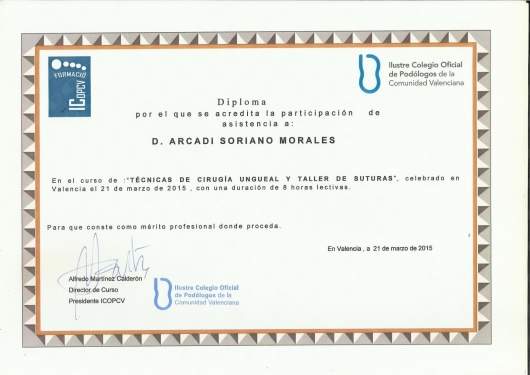 FORMACIÓ
ICOPCV
Ilustre Colegio Oficial
de Podólogos de la
Comunidad Valenciana
Diploma
por el que se acredita la participación de
asistencia a:
D. ARCADI SORIANO MORALES
En el curso de :"TÉCNICAS DE CIRUGÍA UNGUEAL Y TALLER DE SUTURAS", celebrado en
Valencia el 21 de marzo de 2015 , con una duración de 8 horas lectivas.
Para que conste como mérito profesional donde proceda.
En Valencia , a 21 de marzo de 2015
Alfredo Martínez Calderón
Director de Curso
Presidente ICOPCV
Ilustre Colegio Oficial
de Podólogos de la
Comunidad Valenciana